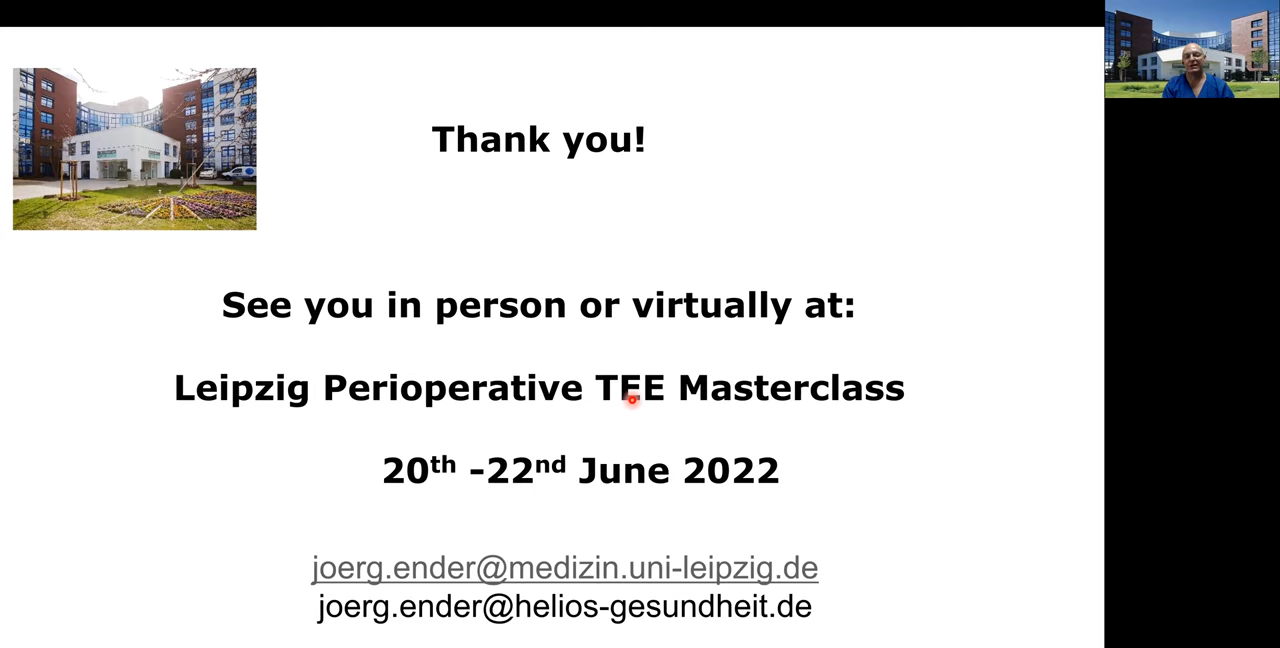 Thank you!
See you in person or virtually at:
Leipzig Perioperative TEE Masterclass
20th -22nd June 2022
joerg.ender@medizin.uni-leipzig.de
joerg.ender@helios-gesundheit.de